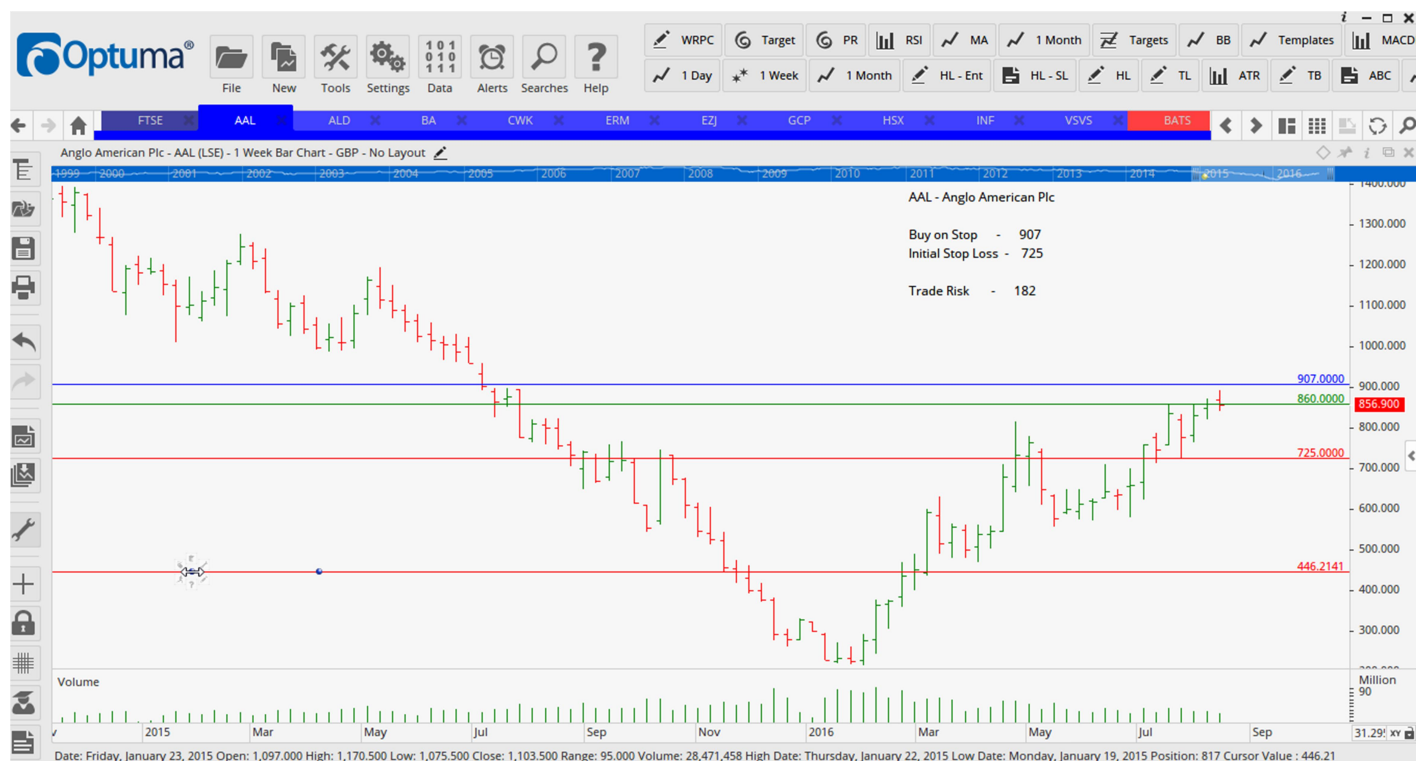 Optuma®
File
New
Tools
Settings
Data
Alerts
Searches
Help
WRPC
Target
PR
RSI
MA
1 Month
Targets
BB
Templates
MACD
1 Day
1 Week
1 Month
HL - Ent
HL - SL
HL
TL
ATR
TB
ABC
FTSE
AAL
ALD
BA
CWK
ERM
EZJ
GCP
HSX
INF
VSVS
BATS
Anglo American Plc - AAL (LSE) - 1 Week Bar Chart - GBP - No Layout
1999 2000 2001 2002 2003 2004 2005 2006 2007 2008 2009 2010 2011 2012 2013 2014 2015 2016
AAL - Anglo American Plc
Buy on Stop - 907
Initial Stop Loss - 725
Trade Risk - 182
1400.000
1300.000
1200.000
1100.000
1000.000
907.0000
900.000
860.0000
856.900
800.000
725.0000
700.000
600.000
500.000
446.2141
400.000
300.000
Volume
Million
90
2015 Mar May Jul Sep Nov 2016 Mar May Jul Sep
XY
Date: Friday, January 23, 2015 Open: 1,097.000 High: 1,170.500 Low: 1,075.500 Close: 1,103.500 Range: 95.000 Volume: 28,471,458 High Date: Thursday, January 22, 2015 Low Date: Monday, January 19, 2015 Position: 817 Cursor Value : 446.21